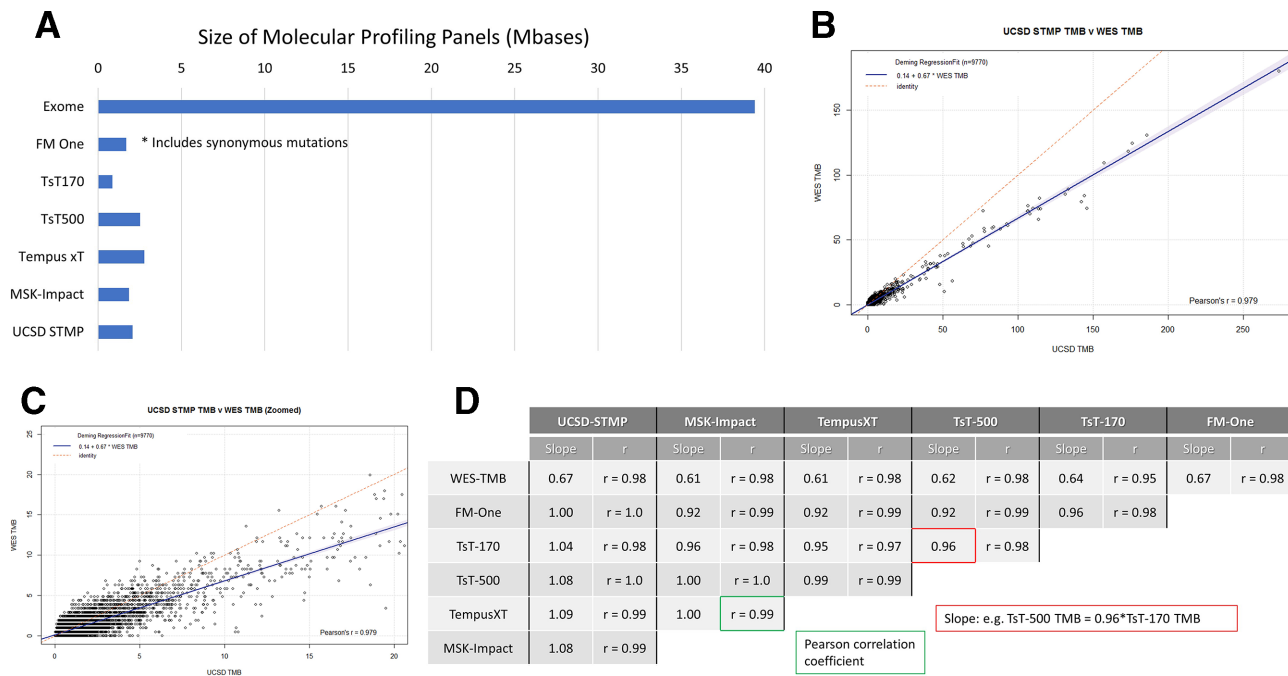 A
Size of Molecular Profiling Panels (Mbases)
0 5 10 15 20 25 30 35 40
Exome
FM One * Includes synonymous mutations
TsT170
TsT500
Tempus xT
MSK-Impact
UCSD STMP
B
UCSD STMP TMB v WES TMB
Deming RegressionFit (n=9770)
0.14 + 0.67 * WES TMB
identity
WES TMB
150
100
50
0
Pearson's r = 0.979
0 50 100 150 200 250
UCSD TMB
C
UCSD STMP TMB v WES TMB (Zoomed)
Deming RegressionFit (n=9770)
0.14 + 0.67 * WES TMB
identity
WES TMB
25
20
15
10
5
0
Pearson's r = 0.979
0 5 10 15 20
UCSD TMB
D
UCSD-STMP MSK-Impact TempusXT TsT-500 TsT-170 FM-One
Slope r Slope r Slope r Slope r Slope r Slope r
WES-TMB 0.67 r = 0.98 0.61 r = 0.98 0.61 r = 0.98 0.62 r = 0.98 0.64 r = 0.95 0.67 r = 0.98
FM-One 1.00 r = 1.0 0.92 r = 0.99 0.92 r = 0.99 0.92 r = 0.99 0.96 r = 0.98
TsT-170 1.04 r = 0.98 0.96 r = 0.98 0.95 r = 0.97 0.96 r = 0.98
TsT-500 1.08 r = 1.0 1.00 r = 1.0 0.99 r = 0.99
TempusXT 1.09 r = 0.99 1.00 r = 0.99
MSK-Impact 1.08 r = 0.99
Slope: e.g. TsT-500 TMB = 0.96*TsT-170 TMB
Pearson correlation
coefficient